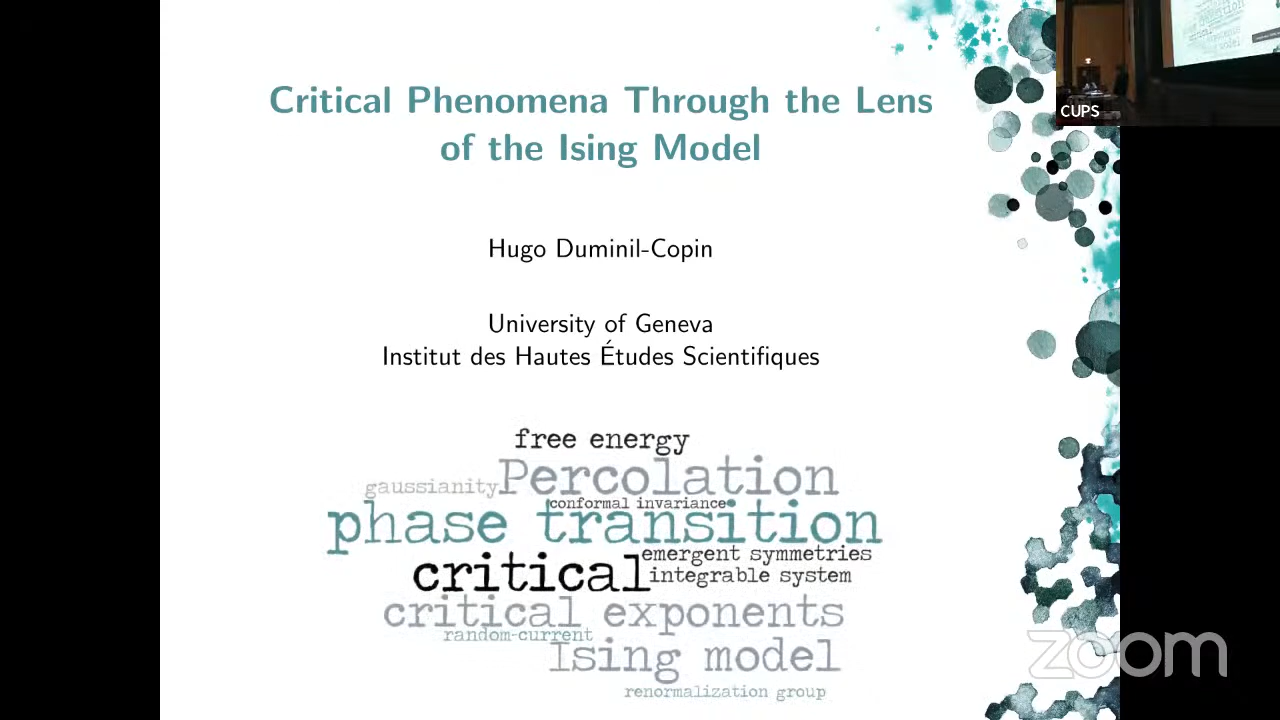 Critical Phenomena Through the Lens
of the Ising Model
Hugo Duminil-Copin
University of Geneva
Institut des Hautes Études Scientifiques
free energy
Percolation
gaussianity
conformal invariance
phase transition
emergent symmetries
critical
integrable system
critical exponents
random-current
Ising model
renormalization group
CUPS
zoom